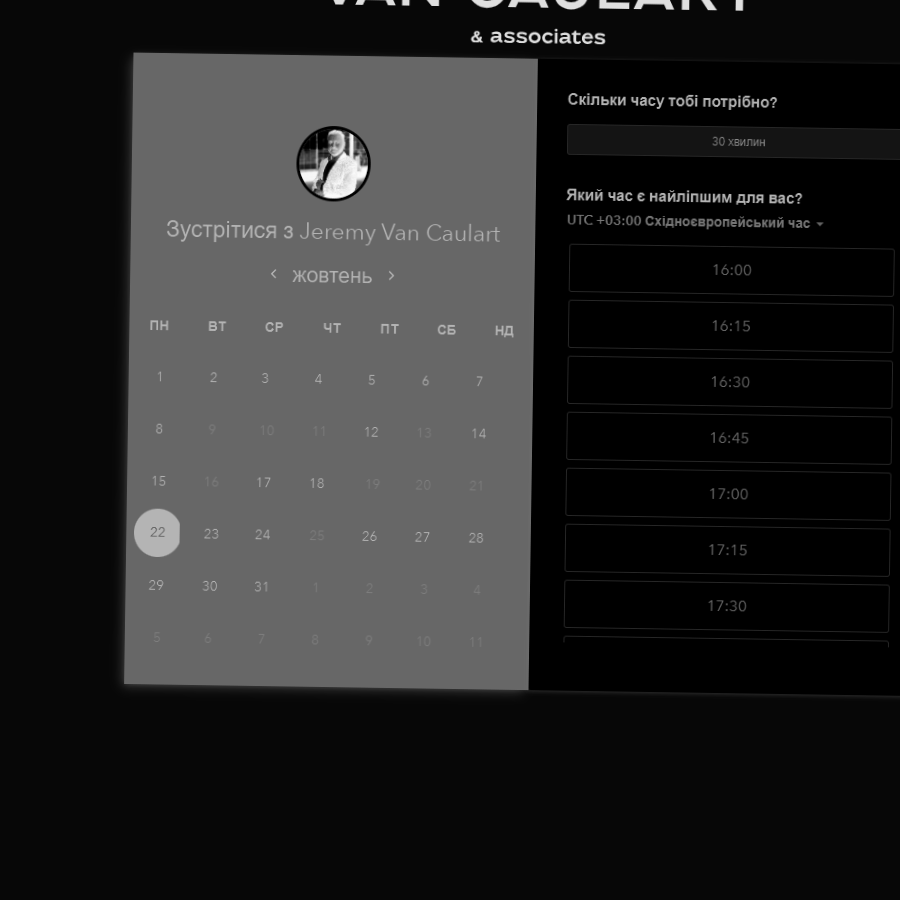 VAN CAULART
& associates
Зустрітися з Jeremy Van Caulart
жовтень
ПН ВТ СР ЧТ ПТ СБ НД
1 2 3 4 5 6 7
8 9 10 11 12 13 14
15 16 17 18 19 20 21
22 23 24 25 26 27 28
29 30 31 1 2 3 4
5 6 7 8 9 10 11
Скільки часу тобі потрібно?
30 хвилин
Який час є найліпшим для вас?
UTC +03:00 Східноєвропейський час
16:00
16:15
16:30
16:45
17:00
17:15
17:30